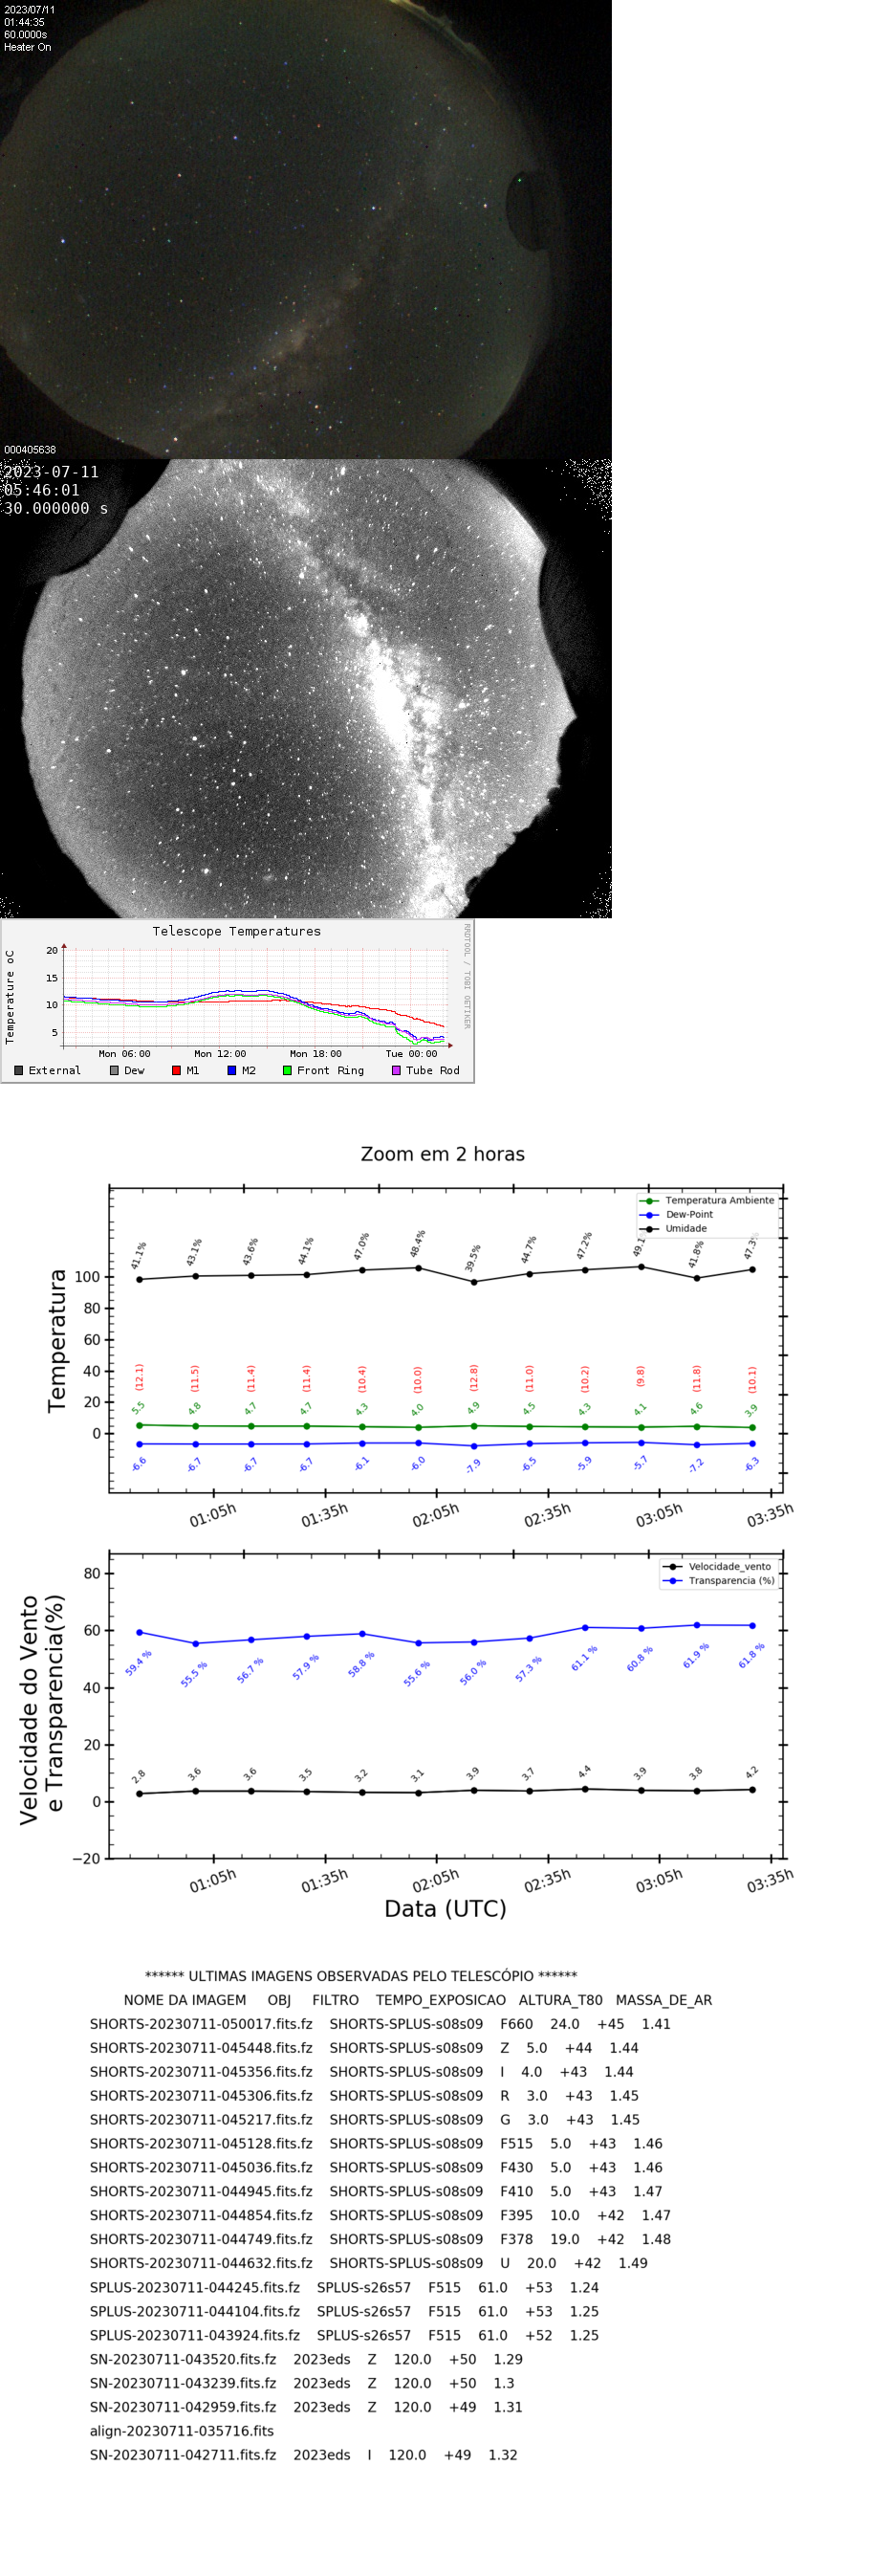 2023/07/11
01:44:35
60.0000s
Heater On
000405638
2023-07-11
05:46:01
30.000000 s
Telescope Temperatures
RRDTOOL / TOBI OETIKER
Temperature oC
20
15
10
5
Mon 06:00 Mon 12:00 Mon 18:00 Tue 00:00
External Dew M1 M2 Front Ring Tube Rod
Zoom em 2 horas
Temperatura Ambiente
Dew-Point
Umidade
41.1% 43.1% 43.6% 44.1% 47.0% 48.4% 39.5% 44.7% 47.2% 41.8% 47.3%
Temperatura
100
80
60
40
20
0
(12.1) (11.5) (11.4) (11.4) (10.4) (10.0) (12.8) (11.0) (10.2) (9.8) (11.8) (10.1)
5.5 4.8 4.7 4.7 4.3 4.0 4.9 4.5 4.3 4.1 4.6 3.9
-6.6 -6.7 -6.7 -6.7 -6.1 -6.0 -7.9 -6.5 -5.9 -5.7 -7.2 -6.3
01:05h 01:35h 02:05h 02:35h 03:05h 03:35h
Velocidade_vento
Transparencia (%)
Velocidade do Vento
e Transparencia(%)
80
60
40
20
0
−20
59.4 % 55.5 % 56.7 % 57.9 % 58.8 % 55.6 % 56.0 % 57.3 % 61.1 % 60.8 % 61.9 % 61.8 %
2.8 3.6 3.6 3.5 3.2 3.1 3.9 3.7 4.4 3.9 3.8 4.2
01:05h 01:35h 02:05h 02:35h 03:05h 03:35h
Data (UTC)
****** ULTIMAS IMAGENS OBSERVADAS PELO TELESCÓPIO ******
NOME DA IMAGEM OBJ FILTRO TEMPO_EXPOSICAO ALTURA_T80 MASSA_DE_AR
SHORTS-20230711-050017.fits.fz SHORTS-SPLUS-s08s09 F660 24.0 +45 1.41
SHORTS-20230711-045448.fits.fz SHORTS-SPLUS-s08s09 Z 5.0 +44 1.44
SHORTS-20230711-045356.fits.fz SHORTS-SPLUS-s08s09 I 4.0 +43 1.44
SHORTS-20230711-045306.fits.fz SHORTS-SPLUS-s08s09 R 3.0 +43 1.45
SHORTS-20230711-045217.fits.fz SHORTS-SPLUS-s08s09 G 3.0 +43 1.45
SHORTS-20230711-045128.fits.fz SHORTS-SPLUS-s08s09 F515 5.0 +43 1.46
SHORTS-20230711-045036.fits.fz SHORTS-SPLUS-s08s09 F430 5.0 +43 1.46
SHORTS-20230711-044945.fits.fz SHORTS-SPLUS-s08s09 F410 5.0 +43 1.47
SHORTS-20230711-044854.fits.fz SHORTS-SPLUS-s08s09 F395 10.0 +42 1.47
SHORTS-20230711-044749.fits.fz SHORTS-SPLUS-s08s09 F378 19.0 +42 1.48
SHORTS-20230711-044632.fits.fz SHORTS-SPLUS-s08s09 U 20.0 +42 1.49
SPLUS-20230711-044245.fits.fz SPLUS-s26s57 F515 61.0 +53 1.24
SPLUS-20230711-044104.fits.fz SPLUS-s26s57 F515 61.0 +53 1.25
SPLUS-20230711-043924.fits.fz SPLUS-s26s57 F515 61.0 +52 1.25
SN-20230711-043520.fits.fz 2023eds Z 120.0 +50 1.29
SN-20230711-043239.fits.fz 2023eds Z 120.0 +50 1.3
SN-20230711-042959.fits.fz 2023eds Z 120.0 +49 1.31
align-20230711-035716.fits
SN-20230711-042711.fits.fz 2023eds I 120.0 +49 1.32